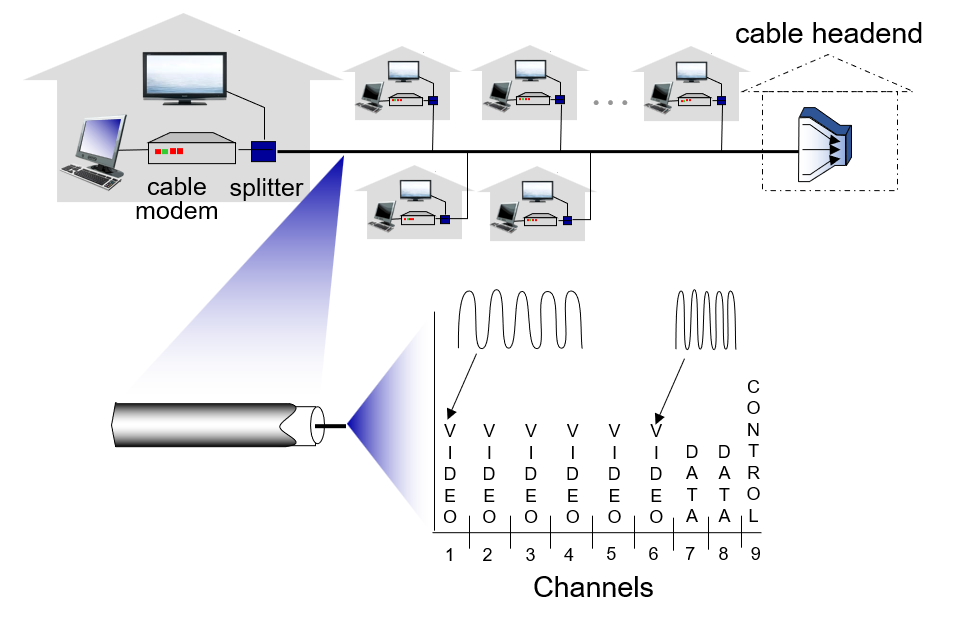 cable headend
cable
modem
splitter
VIDEO
VIDEO
VIDEO
VIDEO
VIDEO
VIDEO
DATA
DATA
CONTROL
1 2 3 4 5 6 7 8 9
Channels